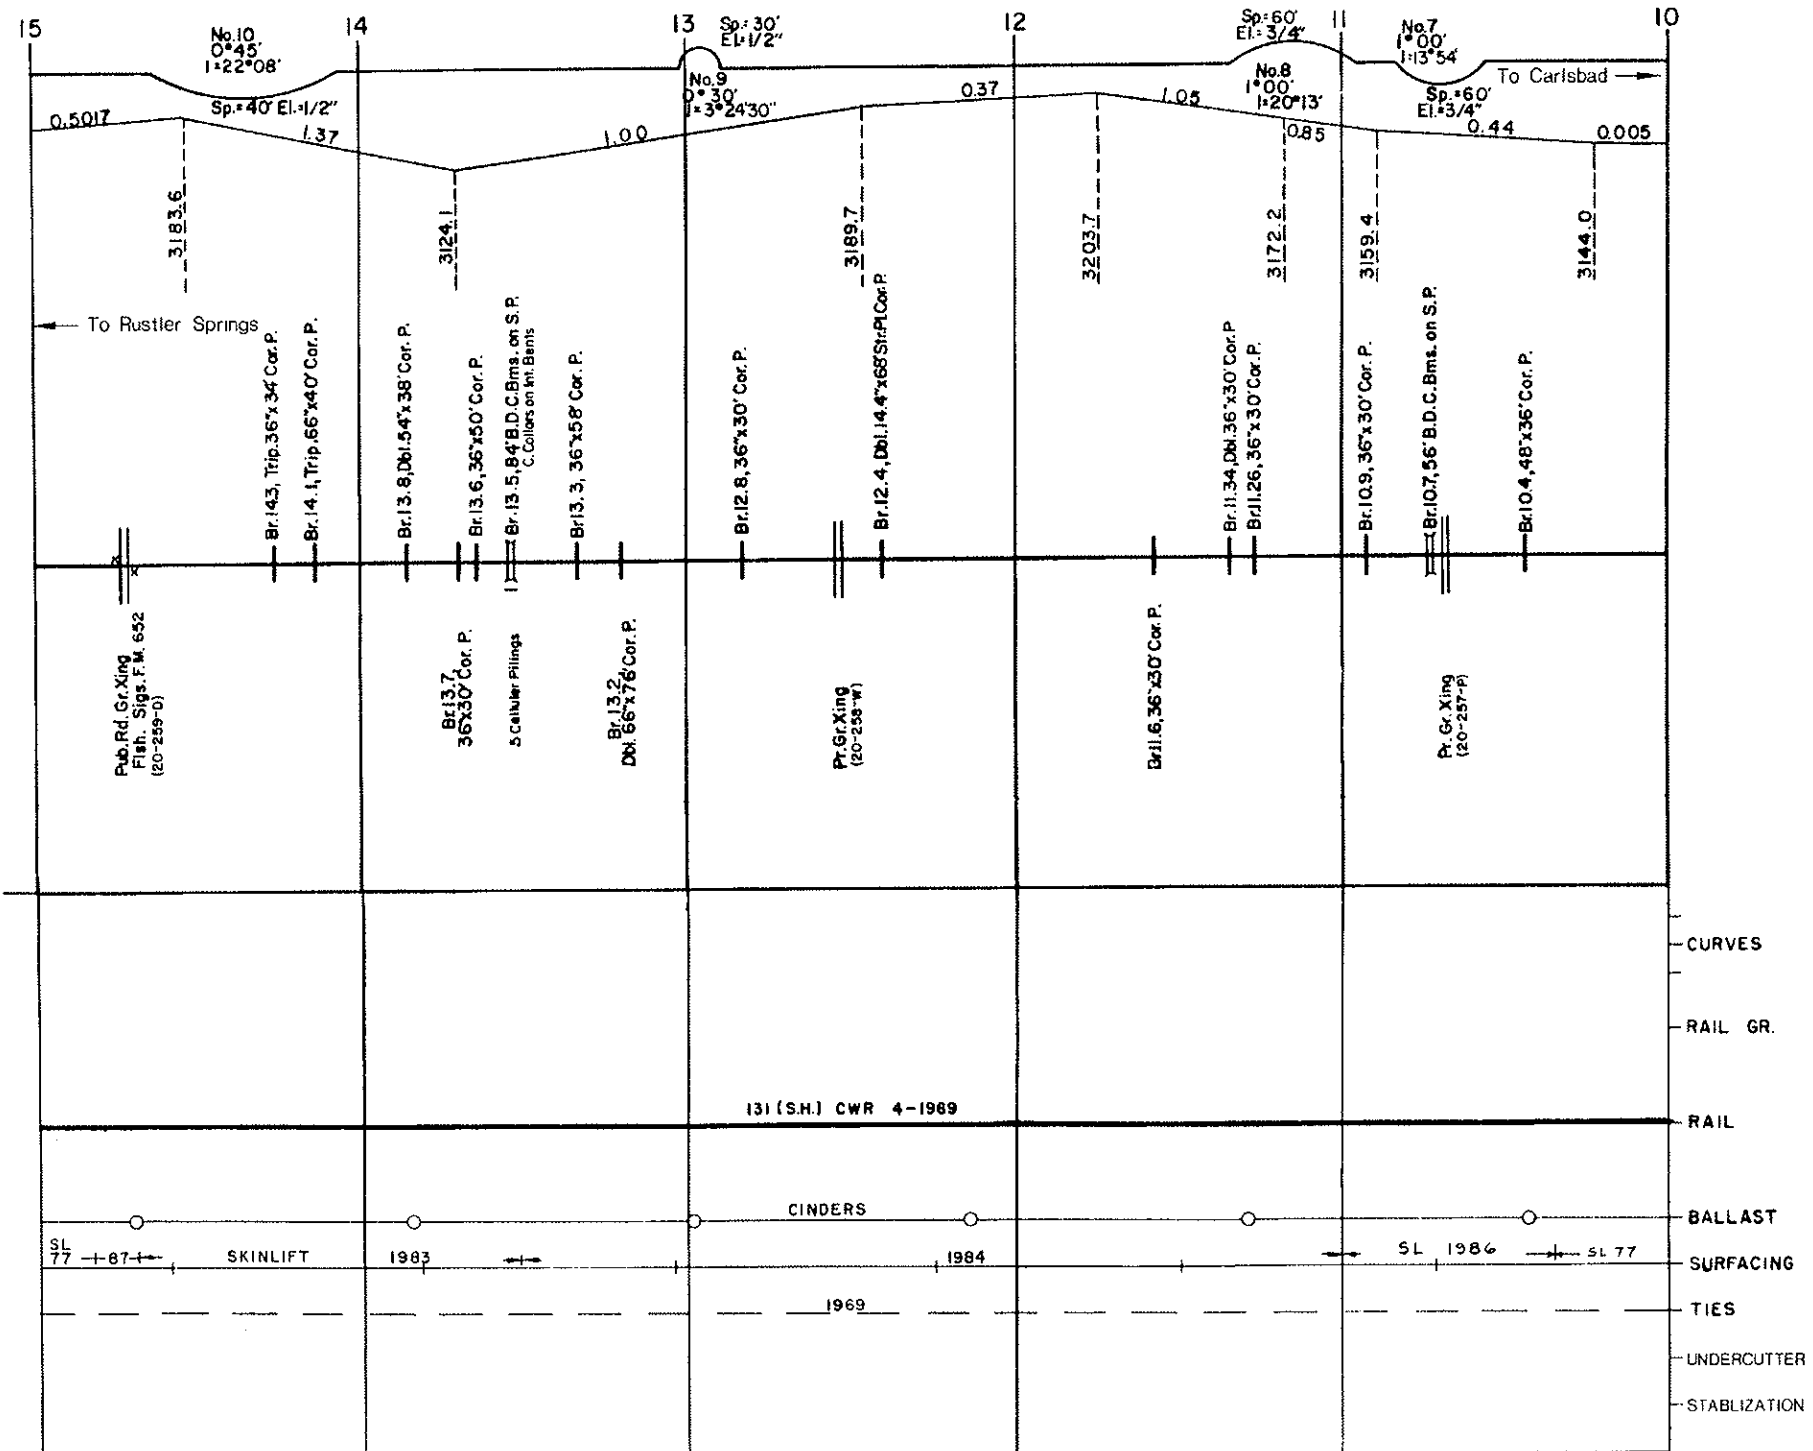 15
14
13
12
11
10
No.10
0°45'
I=22°08'
Sp.=40' El.=1/2"
Sp.=30'
El.=1/2"
No.9
0°30'
I=3°24'30"
Sp.=60'
El.=3/4"
No.8
1°00'
I=20°13'
No.7
1°00'
I=13°54'
Sp.=60'
El.=3/4"
To Carlsbad
0.5017
1.37
1.00
0.37
1.05
0.85
0.44
0.005
3183.6
3124.1
3189.7
3203.7
3172.2
3159.4
3144.0
To Rustler Springs
Br.14.3, Trip.36"x34' Cor. P.
Br.14.1, Trip.66"x40' Cor. P.
Br.13.8, Dbl.54"x38' Cor. P.
Br.13.6, 36"x50' Cor. P.
Br.13.5, 84' B.D.C.Bms. on S.P.
C.Collars on Int. Bents
Br.13.3, 36"x58' Cor. P.
Br.12.8, 36"x30' Cor. P.
Br.12.4, Dbl.14.4"x68' Str.Pl.Cor.P.
Br.11.34, Dbl.36"x30' Cor.P
Br.11.26, 36"x30' Cor. P.
Br.10.9, 36"x30' Cor. P.
Br.10.7, 56' B.D.C.Bms. on S.P.
Br.10.4, 48"x36' Cor. P.
x
x
Pub.Rd.Gr.Xing
Flsh. Sigs. F.M. 652
(20-259-D)
Br.13.7
36"x30' Cor. P.
5 Cellular Pilings
Br.13.2
Dbl. 66"x76' Cor. P.
Pr.Gr.Xing
(20-258-W)
Br.11.6, 36"x30' Cor. P.
Pr.Gr.Xing
(20-257-P)
CURVES
RAIL GR.
131 (S.H.) CWR 4-1969
RAIL
CINDERS
BALLAST
SL
77 87 SKINLIFT 1983 1984 SL 1986 SL 77
SURFACING
1969
TIES
UNDERCUTTER
STABLIZATION